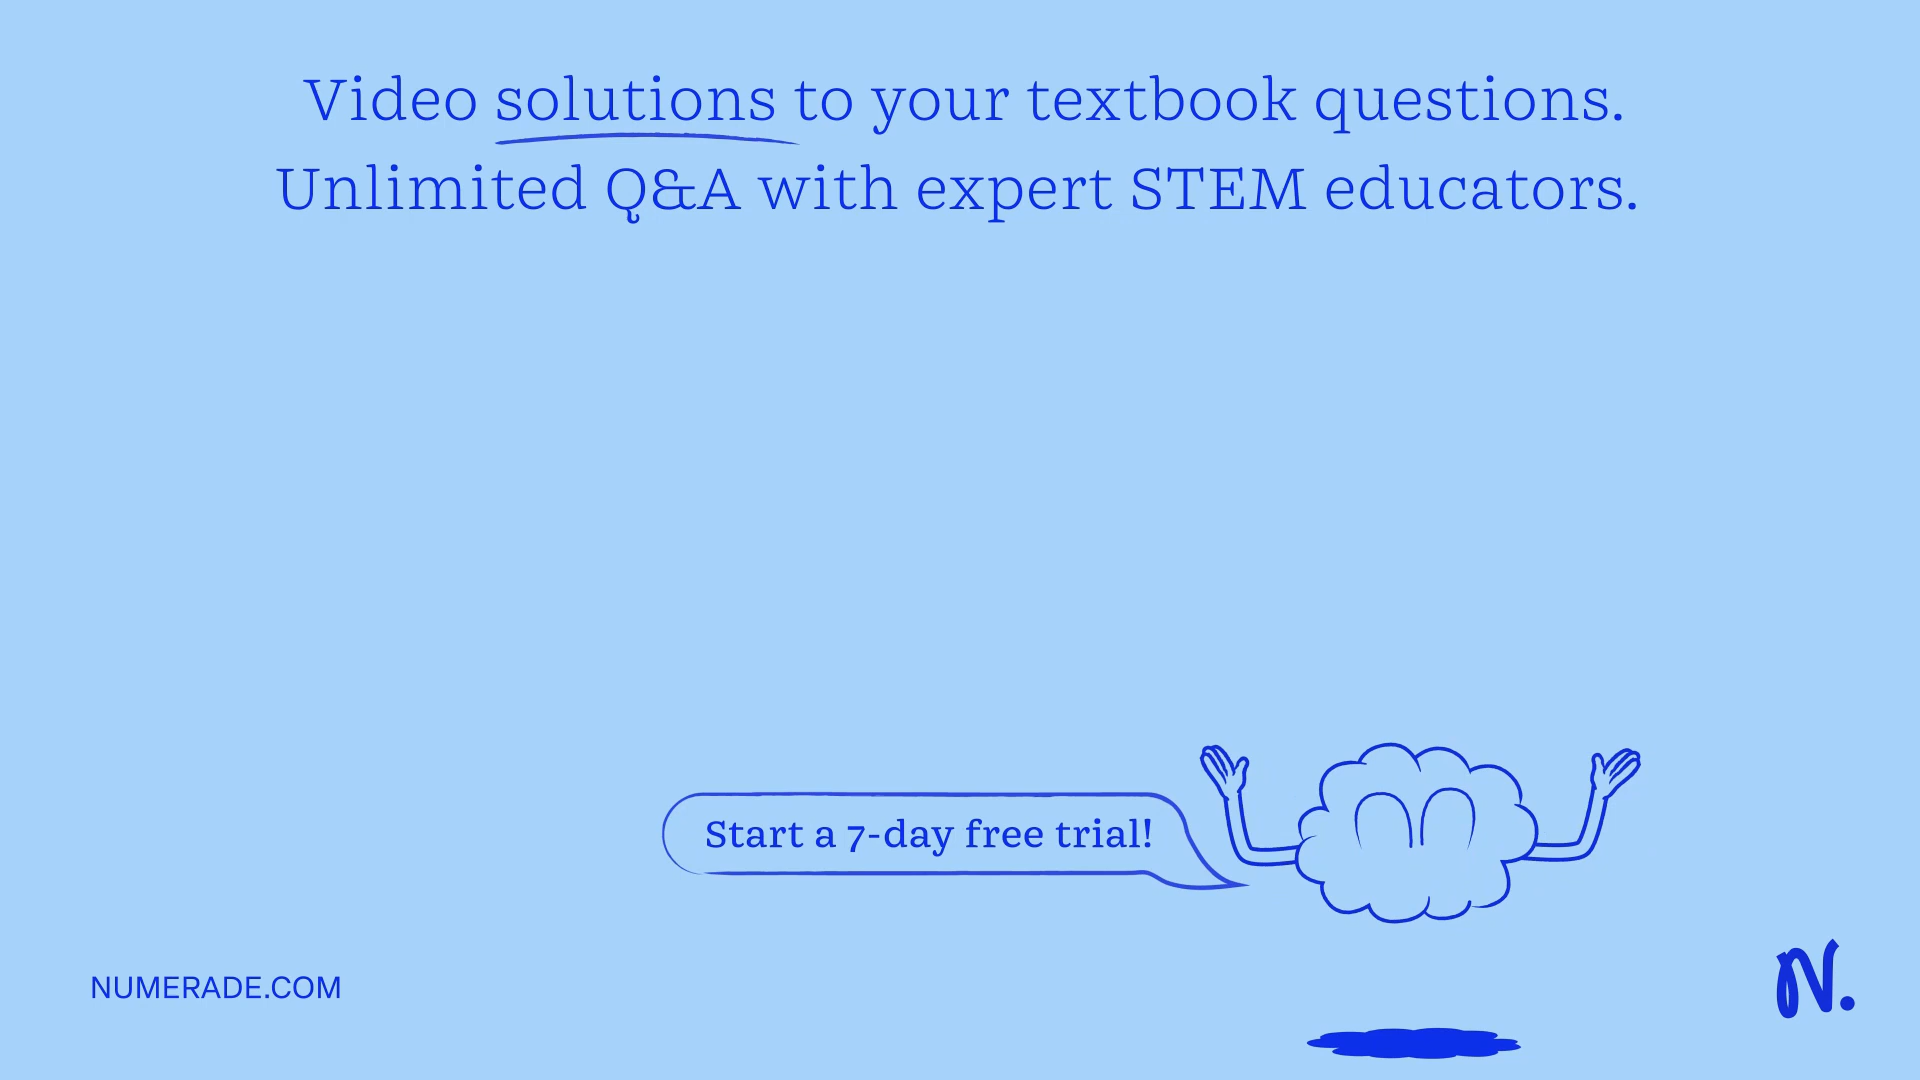 Video solutions to your textbook questions.
Unlimited Q&A with expert STEM educators.
Start a 7-day free trial!
NUMERADE.COM
N.